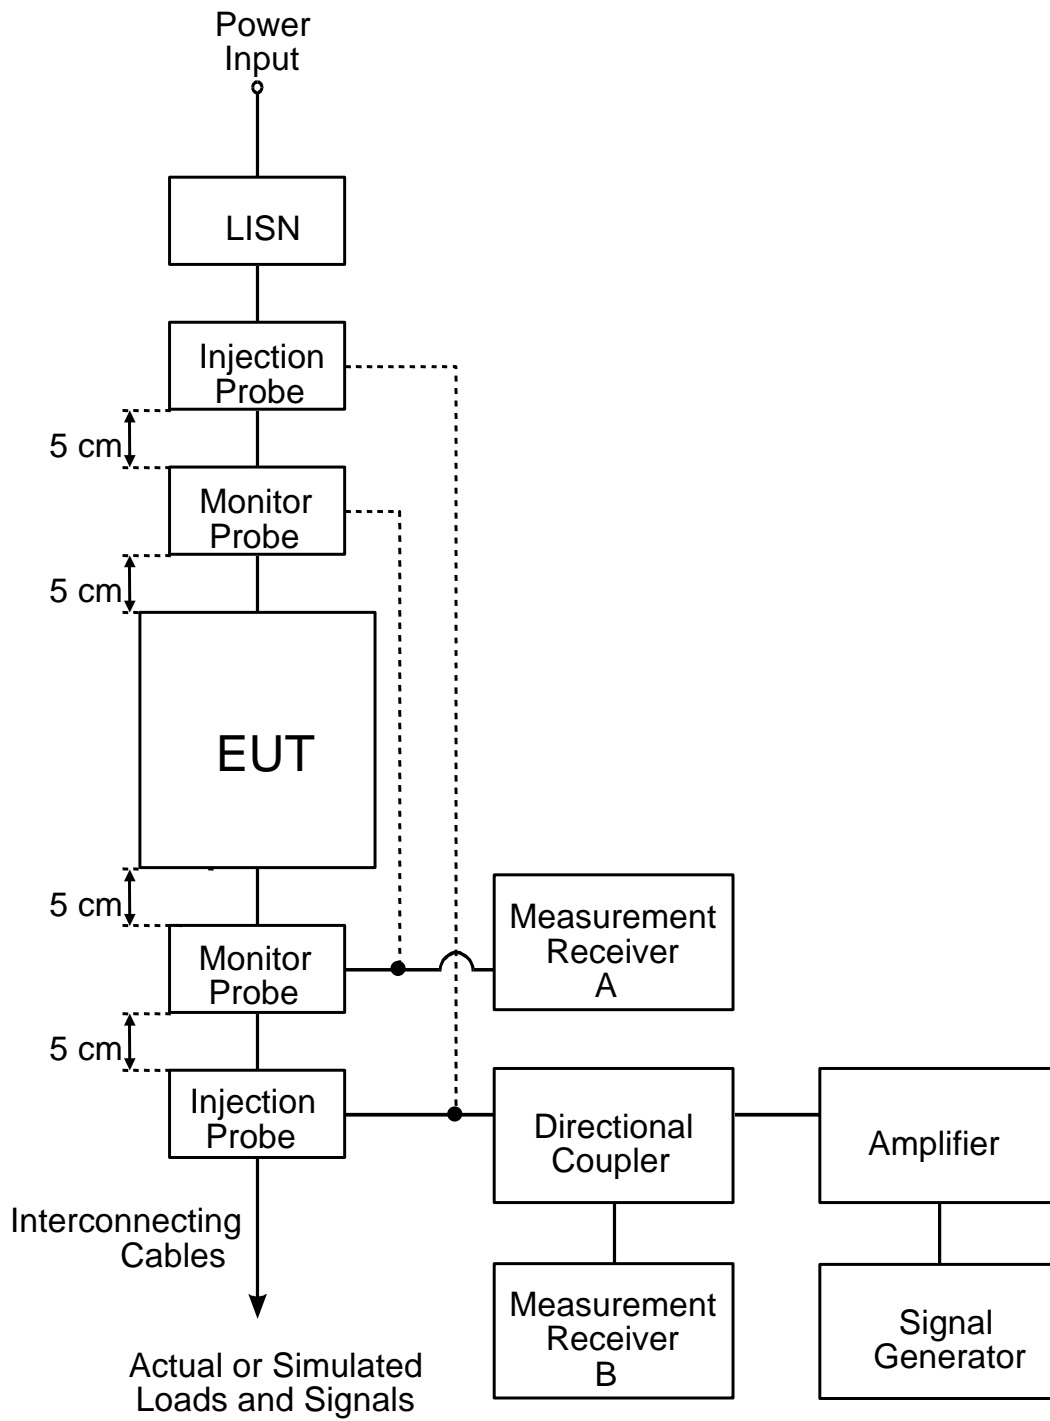 Power
Input
LISN
Injection
Probe
5 cm
Monitor
Probe
5 cm
EUT
5 cm
Monitor
Probe
Measurement
Receiver
A
5 cm
Injection
Probe
Directional
Coupler
Amplifier
Interconnecting
Cables
Measurement
Receiver
B
Signal
Generator
Actual or Simulated
Loads and Signals